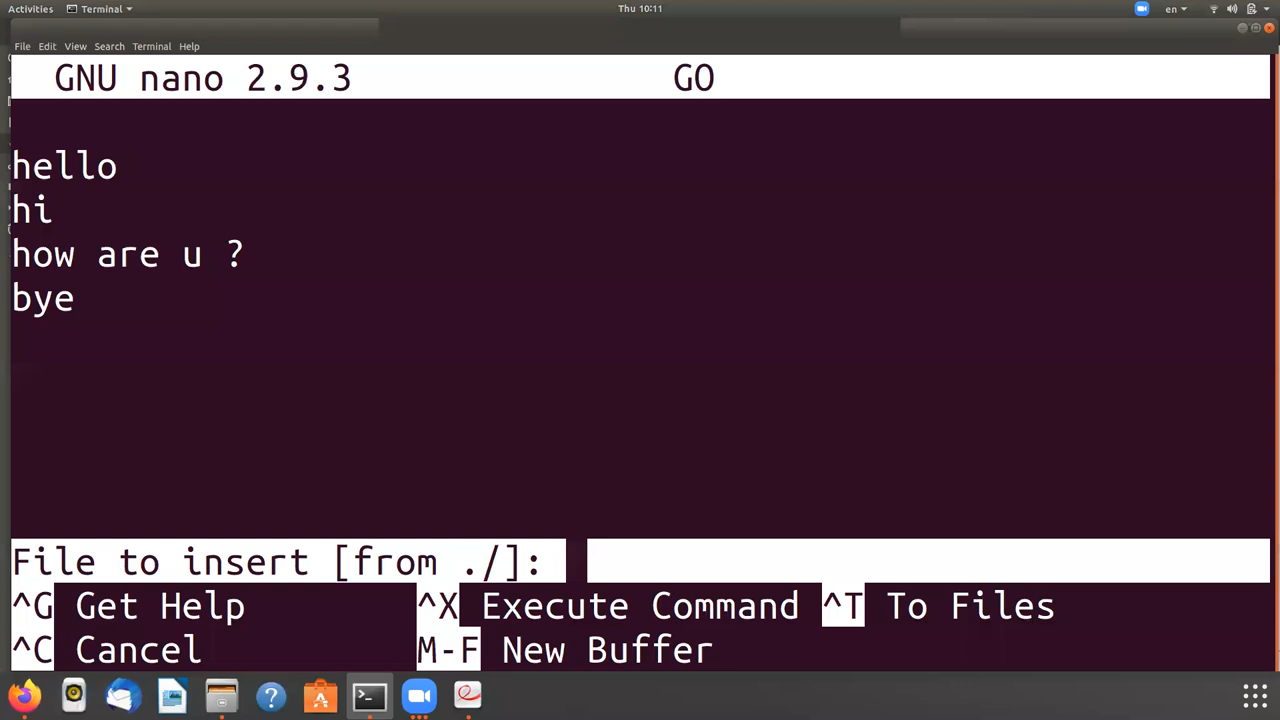 Activities Terminal Thu 10:11 en
File Edit View Search Terminal Help
GNU nano 2.9.3 GO
hello
hi
how are u ?
bye
File to insert [from ./]:
^G Get Help ^X Execute Command ^T To Files
^C Cancel M-F New Buffer